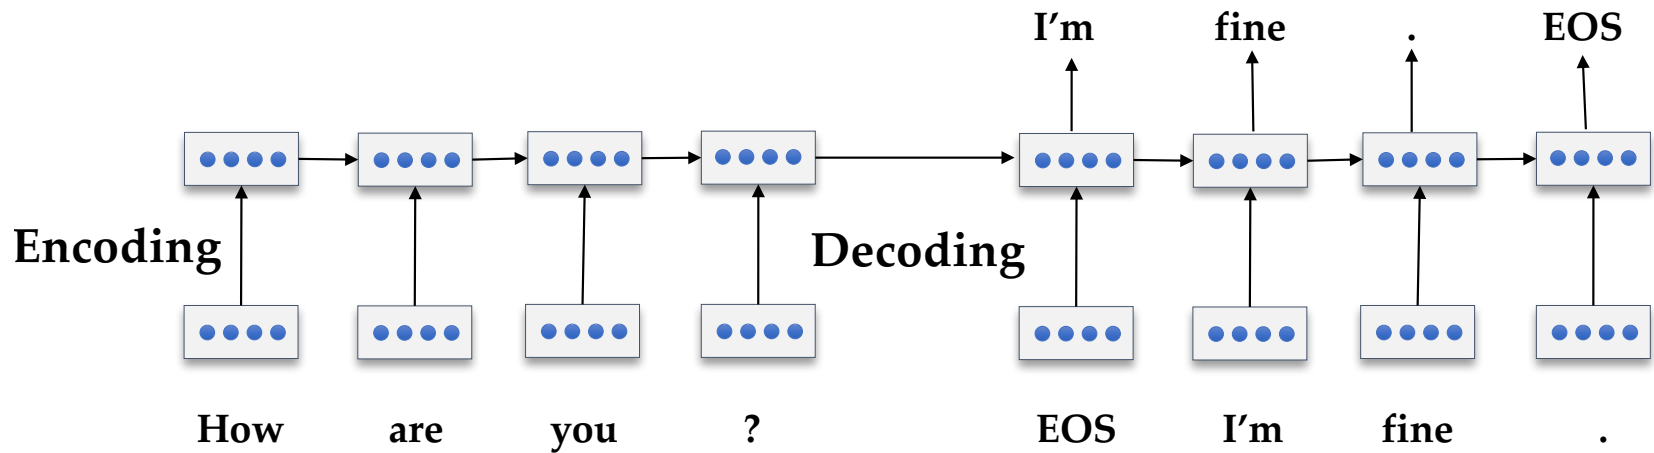 I'm fine . EOS
Encoding Decoding
How are you ? EOS I'm fine .